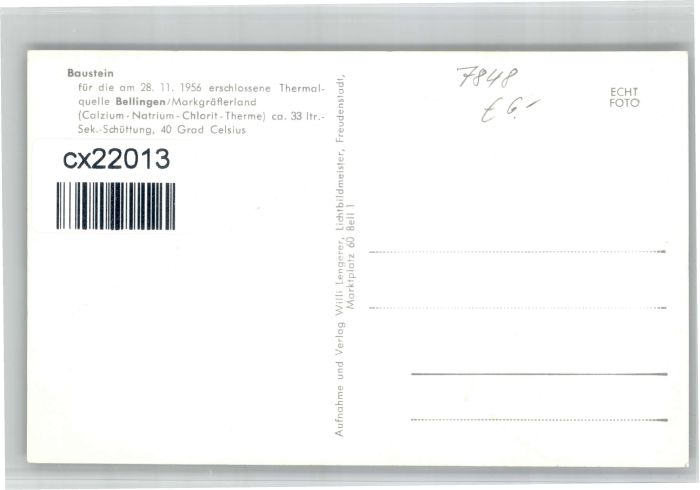 Baustein
für die am 28. 11. 1956 erschlossene Thermal-
quelle Bellingen/Markgräflerland
(Calzium-Natrium-Chlorit-Therme) ca. 33 ltr.-
Sek.-Schüttung, 40 Grad Celsius
cx22013
Aufnahme und Verlag Willi Lengerer, Lichtbildmeister, Freudenstadt,
Marktplatz 60 Bell 1
7848
€ 6.-
ECHT
FOTO